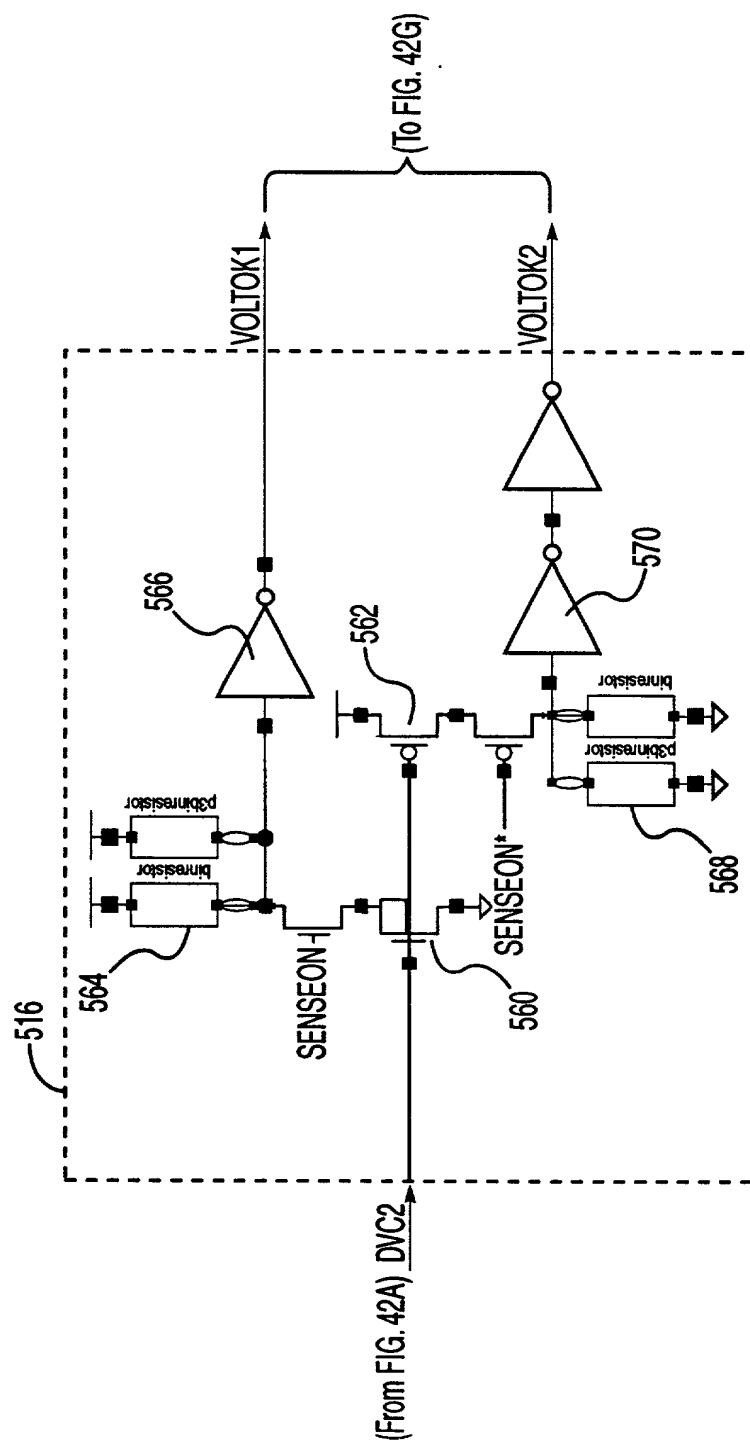 516
564
binresistor
p3binresistor
566
VOLTOK1
SENSEON
(From FIG. 42A) DVC2
560
562
(To FIG. 42G)
SENSEON*
570
VOLTOK2
568
p3binresistor
binresistor